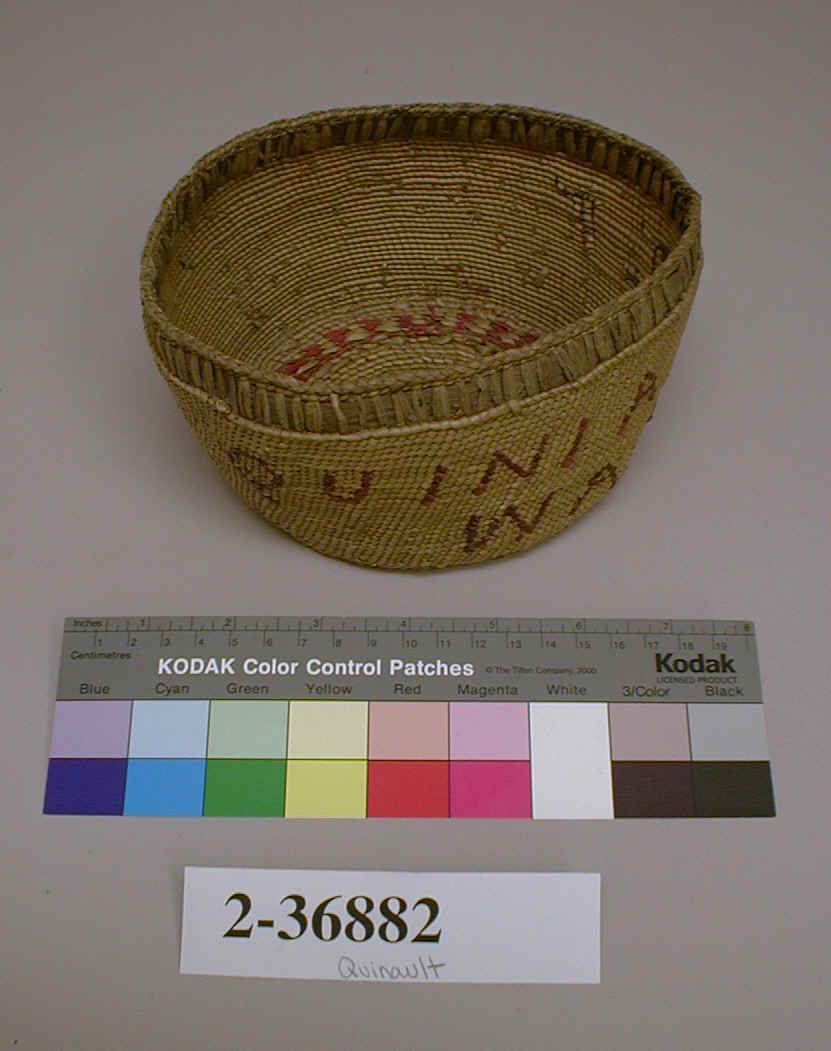 QUINIA
WA
Inches 1 2 3 4 5 6 7 8
1 2 3 4 5 6 7 8 9 10 11 12 13 14 15 16 17 18 19
Centimetres
KODAK Color Control Patches © The Tiffen Company, 2000 Kodak
LICENSED PRODUCT
Blue Cyan Green Yellow Red Magenta White 3/Color Black
2-36882
Quinault